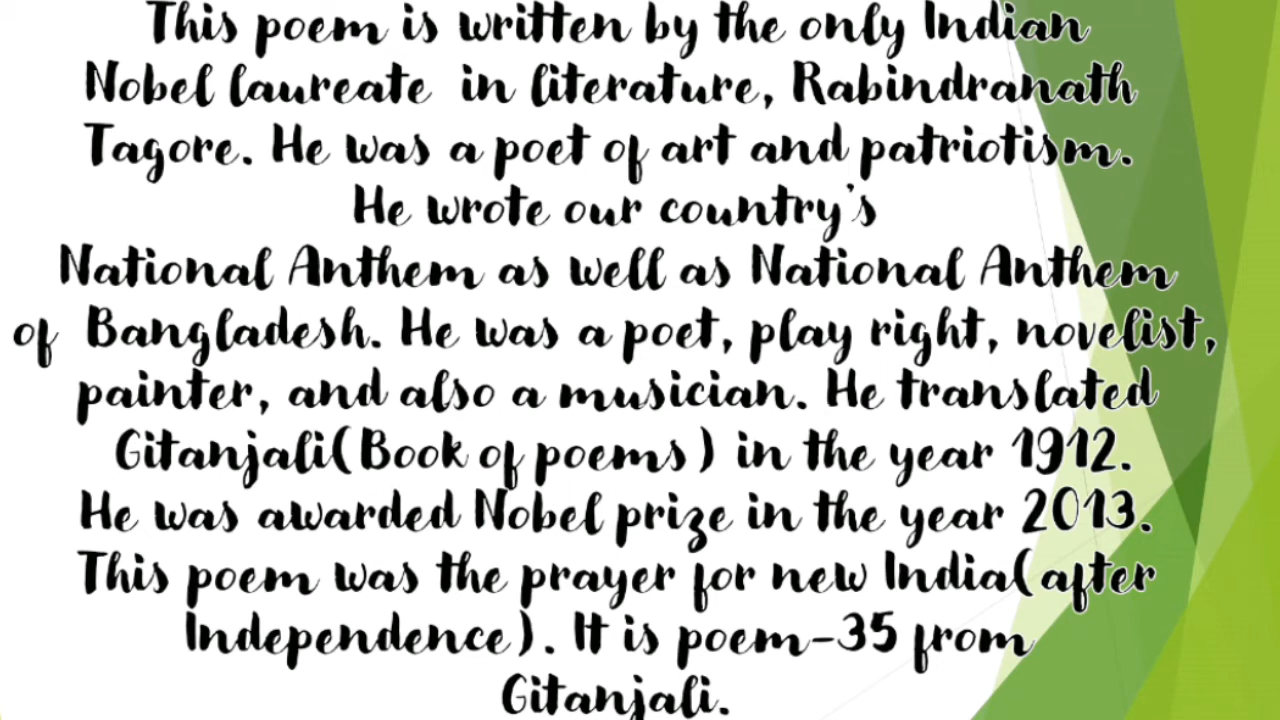 This poem is written by the only Indian
Nobel laureate in literature, Rabindranath
Tagore. He was a poet of art and patriotism.
He wrote our country's
National Anthem as well as National Anthem
of Bangladesh. He was a poet, play right, novelist,
painter, and also a musician. He translated
Gitanjali(Book of poems) in the year 1912.
He was awarded Nobel prize in the year 2013.
This poem was the prayer for new India(after
Independence). It is poem-35 from
Gitanjali.